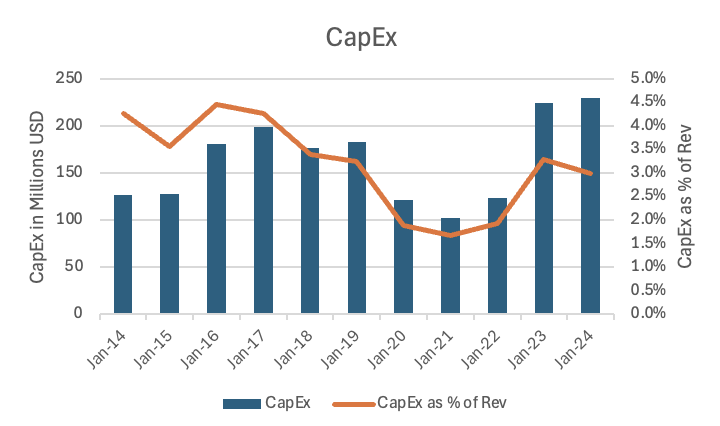 CapEx
CapEx in Millions USD
250
200
150
100
50
0
5.0%
4.5%
4.0%
3.5%
3.0%
2.5%
2.0%
1.5%
1.0%
0.5%
0.0%
CapEx as % of Rev
Jan-14
Jan-15
Jan-16
Jan-17
Jan-18
Jan-19
Jan-20
Jan-21
Jan-22
Jan-23
Jan-24
CapEx
CapEx as % of Rev